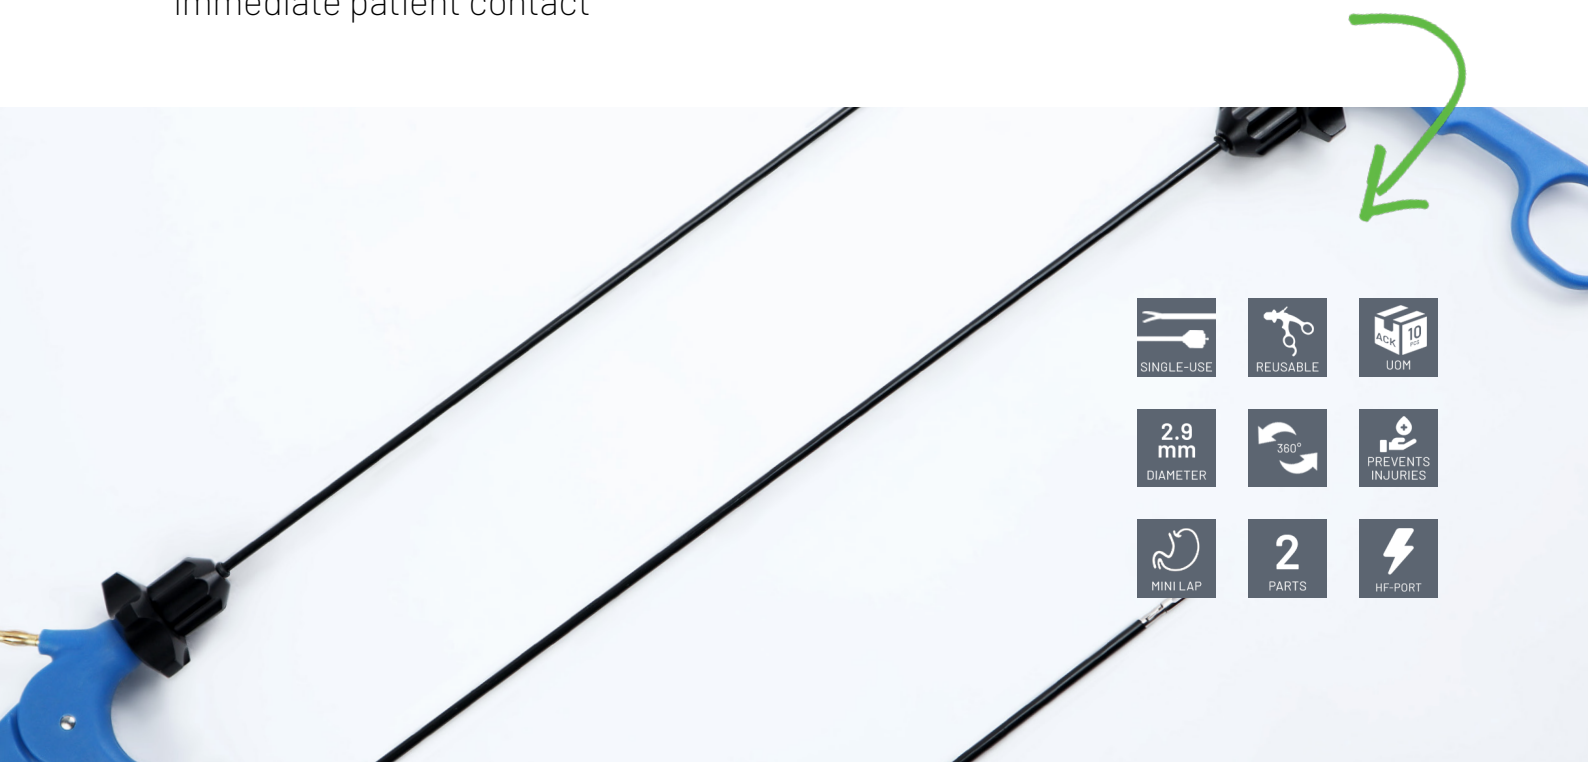 immediate patient contact
SINGLE-USE
REUSABLE
ACK
10
PCS
UOM
2.9
mm
DIAMETER
360°
PREVENTS
INJURIES
MINI LAP
2
PARTS
HF-PORT